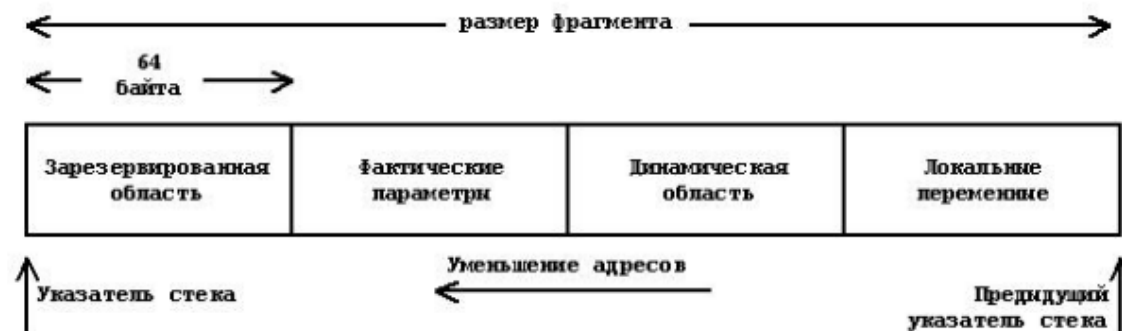 размер фрагмента
64
байта
Зарезервированная
область
Фактические
параметры
Динамическая
область
Локальные
переменные
Уменьшение адресов
Указатель стека
Предыдущий
указатель стека